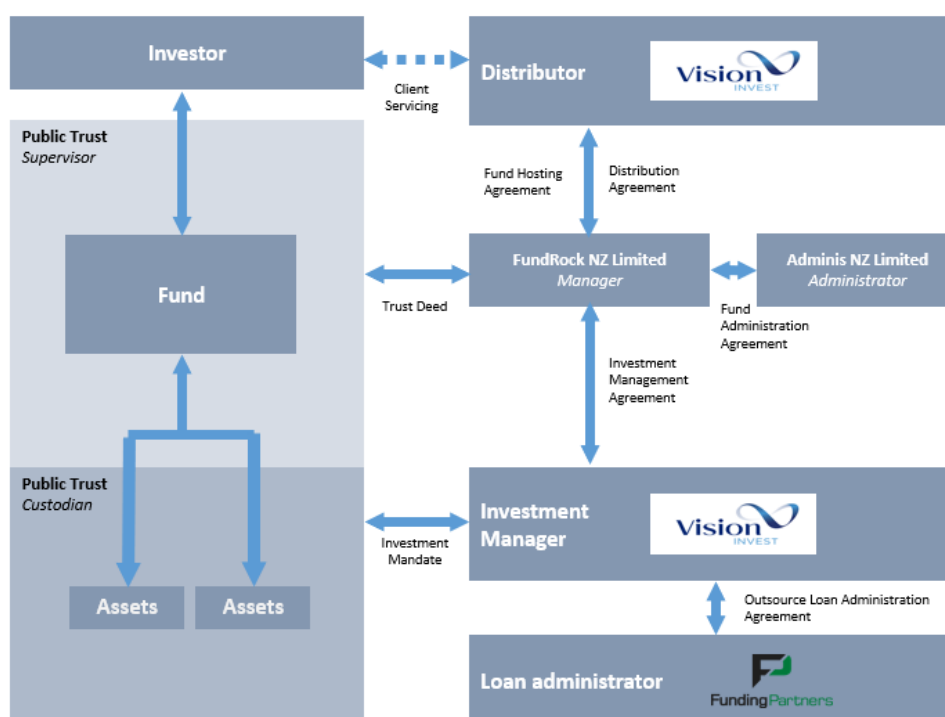 Investor
Client
Servicing
Distributor
Vision
INVEST
Public Trust
Supervisor
Fund Hosting
Agreement
Distribution
Agreement
Fund
Trust Deed
FundRock NZ Limited
Manager
Adminis NZ Limited
Administrator
Fund
Administration
Agreement
Investment
Management
Agreement
Public Trust
Custodian
Investment
Mandate
Investment
Manager
Vision
INVEST
Assets
Assets
Outsource Loan Administration
Agreement
Loan administrator
FundingPartners